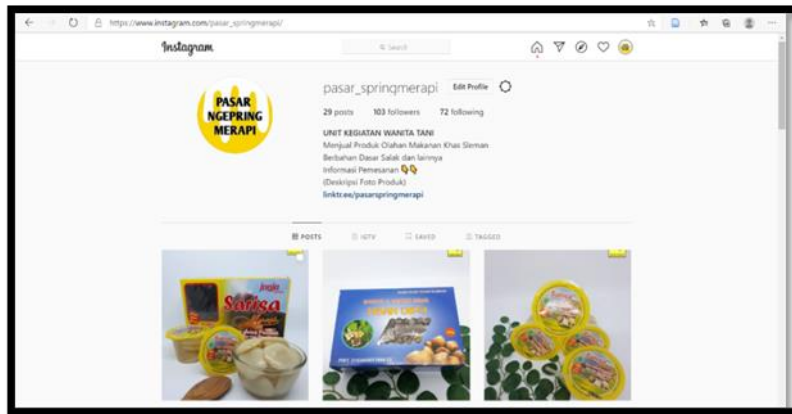 https://www.instagram.com/pasar_springmerapi/
Instagram
Search
PASAR
NGEPRING
MERAPI
pasar_springmerapi Edit Profile
29 posts 103 followers 72 following
UNIT KEGIATAN WANITA TANI
Menjual Produk Olahan Makanan Khas Sleman
Berbahan Dasar Salak dan lainnya
Informasi Pemesanan 👇👇
(Deskripsi Foto Produk)
linktr.ee/pasarspringmerapi
POSTS IGTV SAVED TAGGED
Jogja
Sarisa